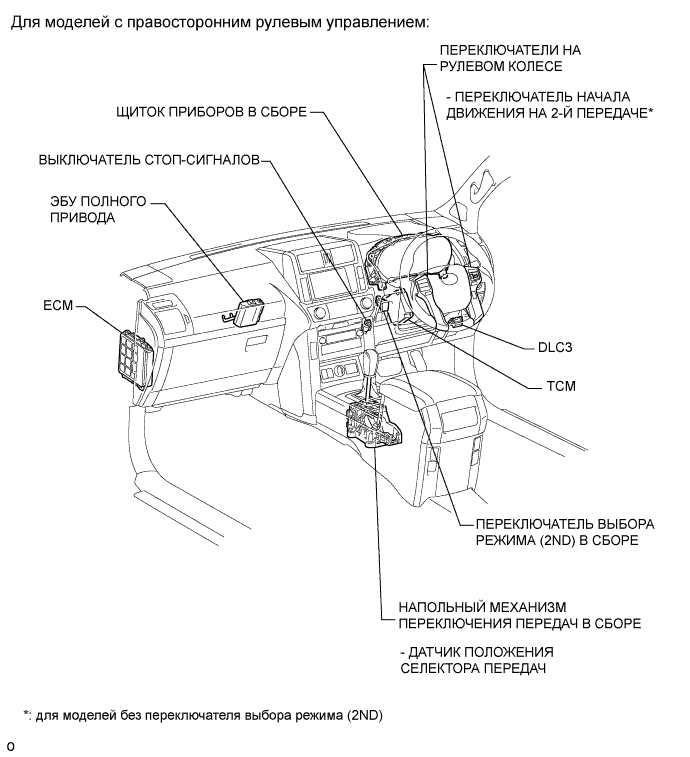 Для моделей с правосторонним рулевым управлением:
ПЕРЕКЛЮЧАТЕЛИ НА
РУЛЕВОМ КОЛЕСЕ
- ПЕРЕКЛЮЧАТЕЛЬ НАЧАЛА
ДВИЖЕНИЯ НА 2-Й ПЕРЕДАЧЕ*
ЩИТОК ПРИБОРОВ В СБОРЕ
ВЫКЛЮЧАТЕЛЬ СТОП-СИГНАЛОВ
ЭБУ ПОЛНОГО
ПРИВОДА
ECM
DLC3
TCM
ПЕРЕКЛЮЧАТЕЛЬ ВЫБОРА
РЕЖИМА (2ND) В СБОРЕ
НАПОЛЬНЫЙ МЕХАНИЗМ
ПЕРЕКЛЮЧЕНИЯ ПЕРЕДАЧ В СБОРЕ
- ДАТЧИК ПОЛОЖЕНИЯ
СЕЛЕКТОРА ПЕРЕДАЧ
*: для моделей без переключателя выбора режима (2ND)
o